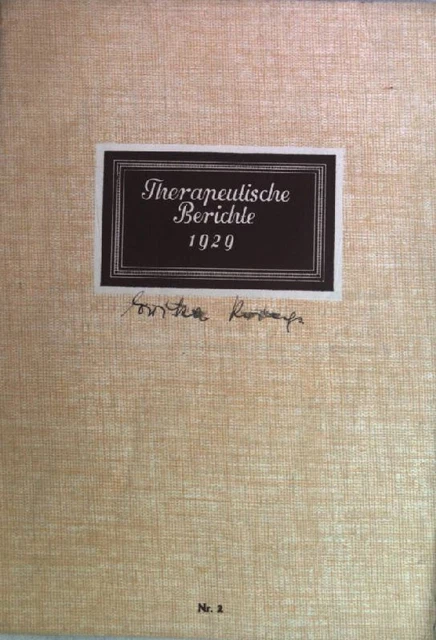 Therapeutische
Berichte
1929
Nr. 2